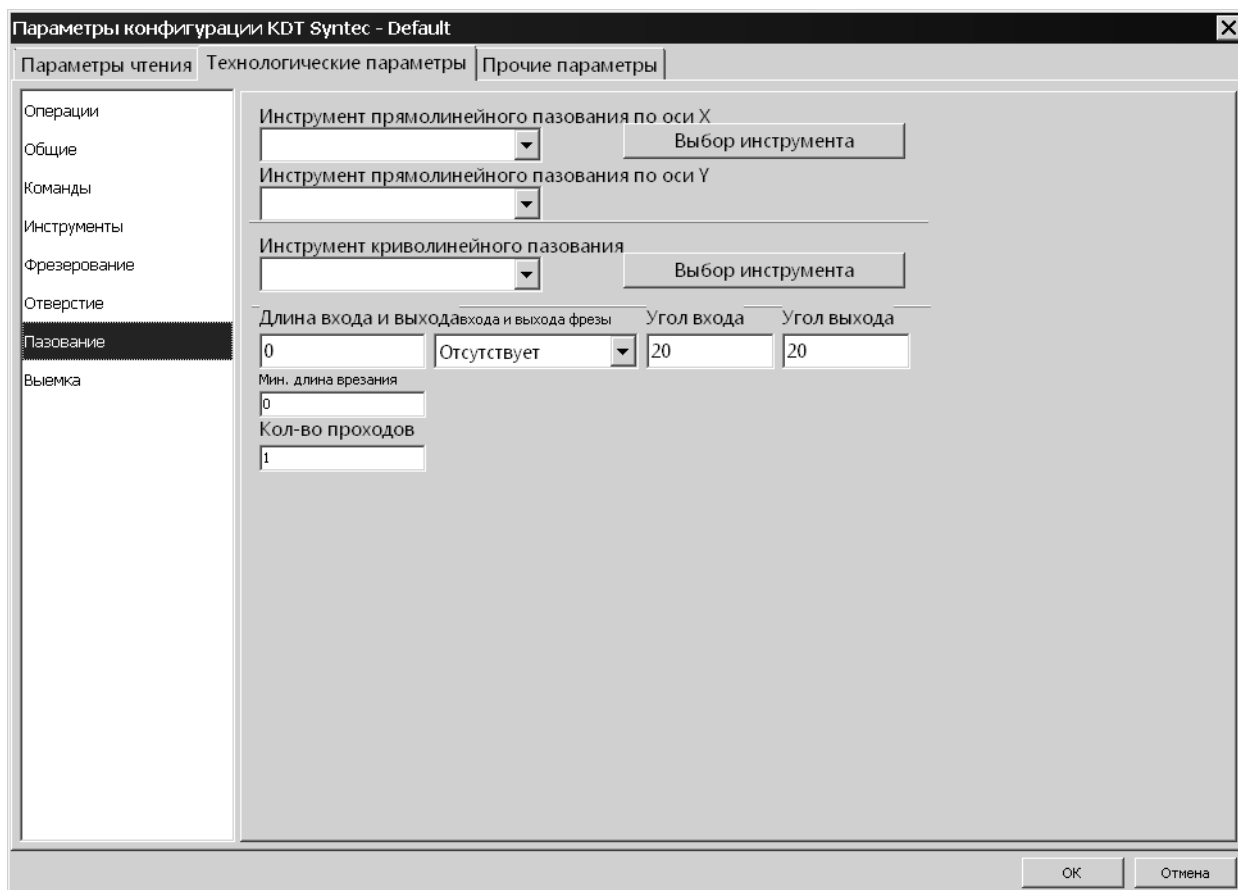 Параметры конфигурации KDT Syntec - Default
Параметры чтения Технологические параметры Прочие параметры
Операции
Общие
Команды
Инструменты
Фрезерование
Отверстие
Пазование
Выемка
Инструмент прямолинейного пазования по оси X
Выбор инструмента
Инструмент прямолинейного пазования по оси Y
Инструмент криволинейного пазования
Выбор инструмента
Длина входа и выхода входа и выхода фрезы Угол входа Угол выхода
0 Отсутствует 20 20
Мин. длина врезания
0
Кол-во проходов
1
ОК Отмена